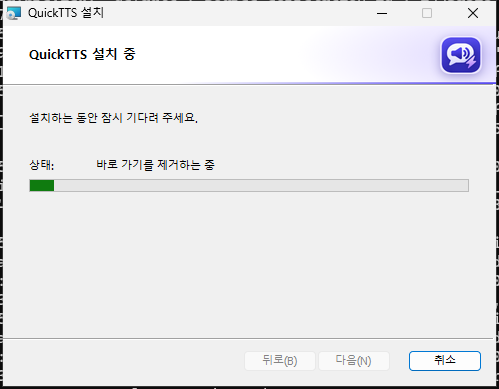 QuickTTS 설치
QuickTTS 설치 중
설치하는 동안 잠시 기다려 주세요.
상태: 바로 가기를 제거하는 중
뒤로(B) 다음(N) 취소